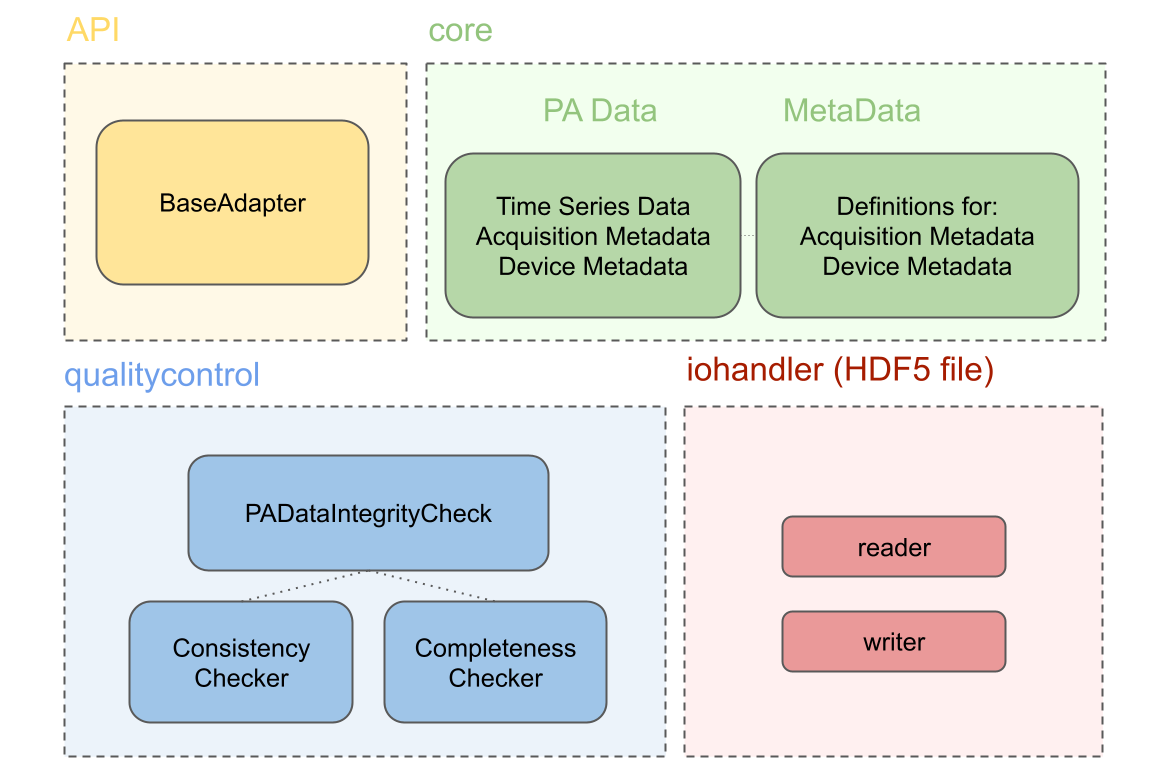 API
BaseAdapter
core
PA Data
MetaData
Time Series Data
Acquisition Metadata
Device Metadata
Definitions for:
Acquisition Metadata
Device Metadata
qualitycontrol
PADataIntegrityCheck
Consistency
Checker
Completeness
Checker
iohandler (HDF5 file)
reader
writer